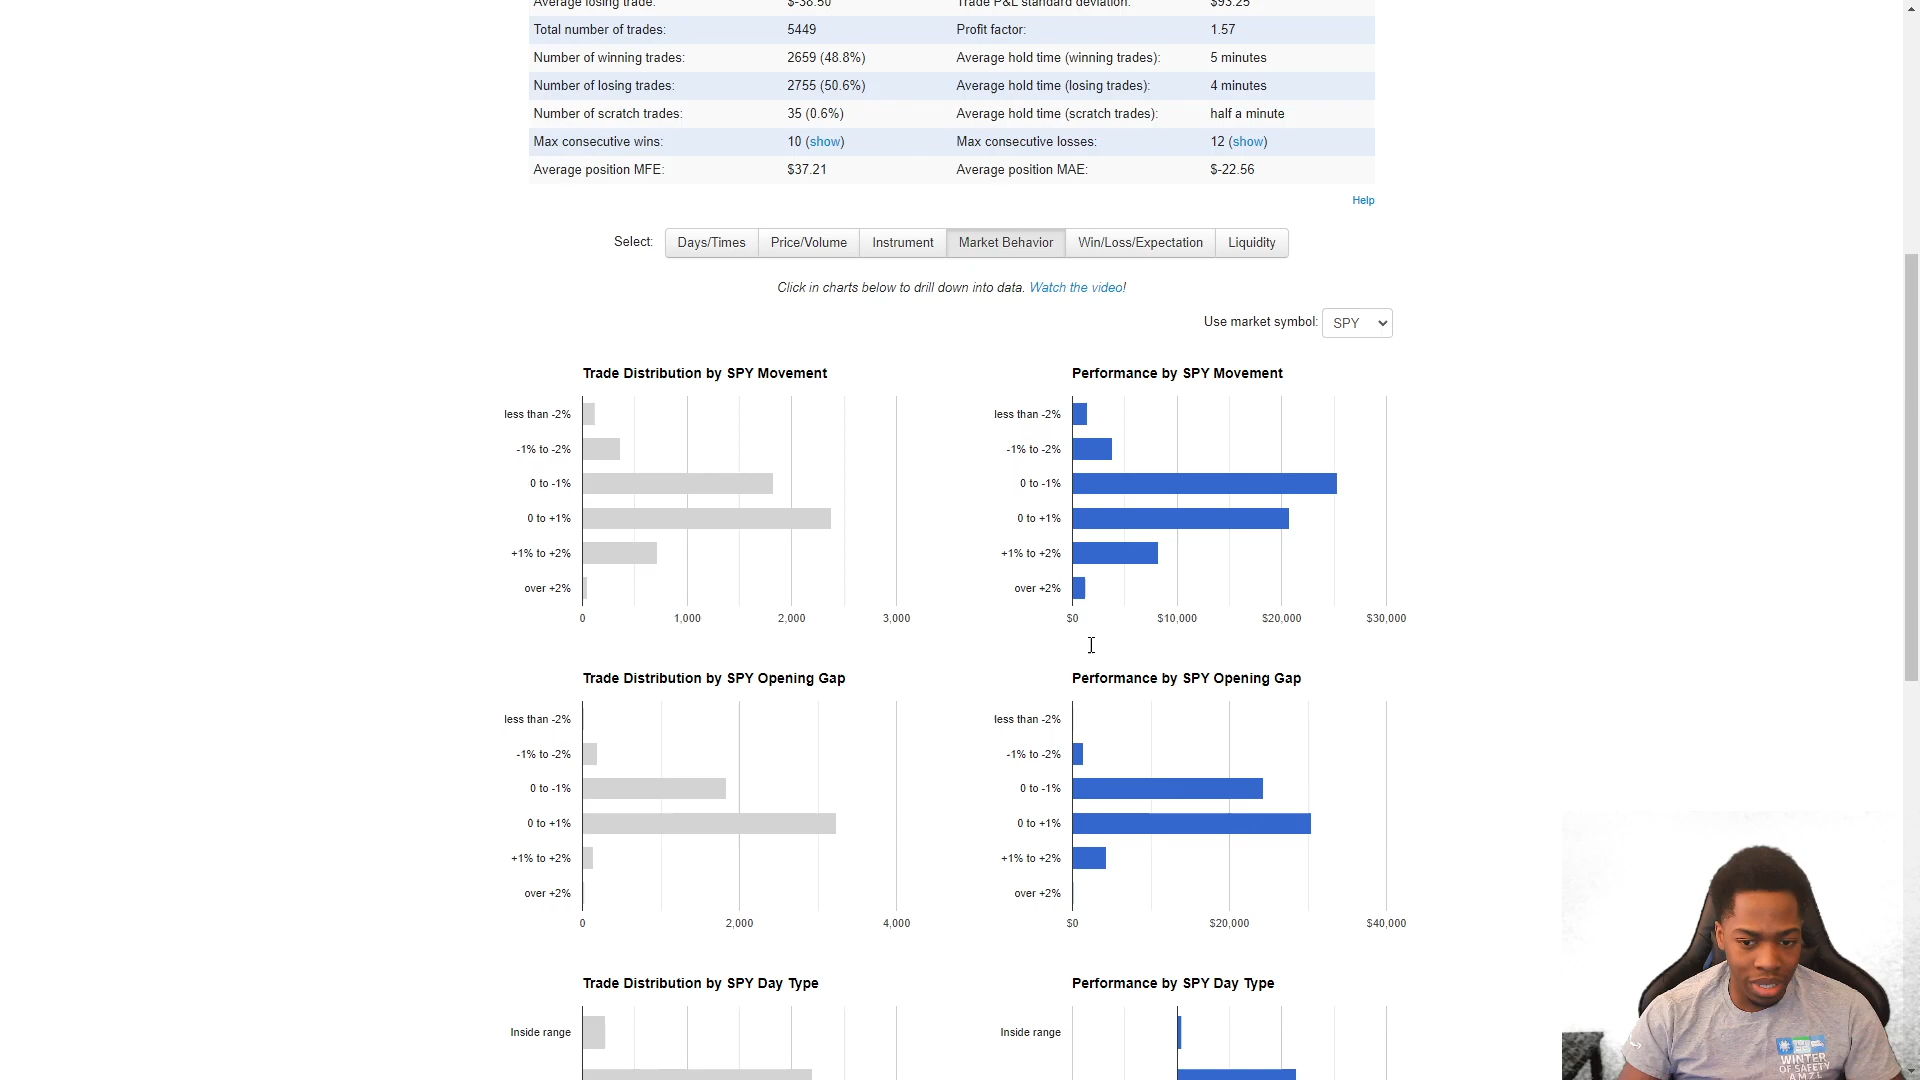 Average losing trade: $-38.50 Trade P&L standard deviation: $93.25
Total number of trades: 5449 Profit factor: 1.57
Number of winning trades: 2659 (48.8%) Average hold time (winning trades): 5 minutes
Number of losing trades: 2755 (50.6%) Average hold time (losing trades): 4 minutes
Number of scratch trades: 35 (0.6%) Average hold time (scratch trades): half a minute
Max consecutive wins: 10 (show) Max consecutive losses: 12 (show)
Average position MFE: $37.21 Average position MAE: $-22.56
Help
Select: Days/Times Price/Volume Instrument Market Behavior Win/Loss/Expectation Liquidity
Click in charts below to drill down into data. Watch the video!
Use market symbol: SPY
Trade Distribution by SPY Movement
less than -2%
-1% to -2%
0 to -1%
0 to +1%
+1% to +2%
over +2%
0 1,000 2,000 3,000
Performance by SPY Movement
less than -2%
-1% to -2%
0 to -1%
0 to +1%
+1% to +2%
over +2%
$0 $10,000 $20,000 $30,000
Trade Distribution by SPY Opening Gap
less than -2%
-1% to -2%
0 to -1%
0 to +1%
+1% to +2%
over +2%
0 2,000 4,000
Performance by SPY Opening Gap
less than -2%
-1% to -2%
0 to -1%
0 to +1%
+1% to +2%
over +2%
$0 $20,000 $40,000
Trade Distribution by SPY Day Type
Inside range
Performance by SPY Day Type
Inside range
WINTER
OF SAFETY
AMZL